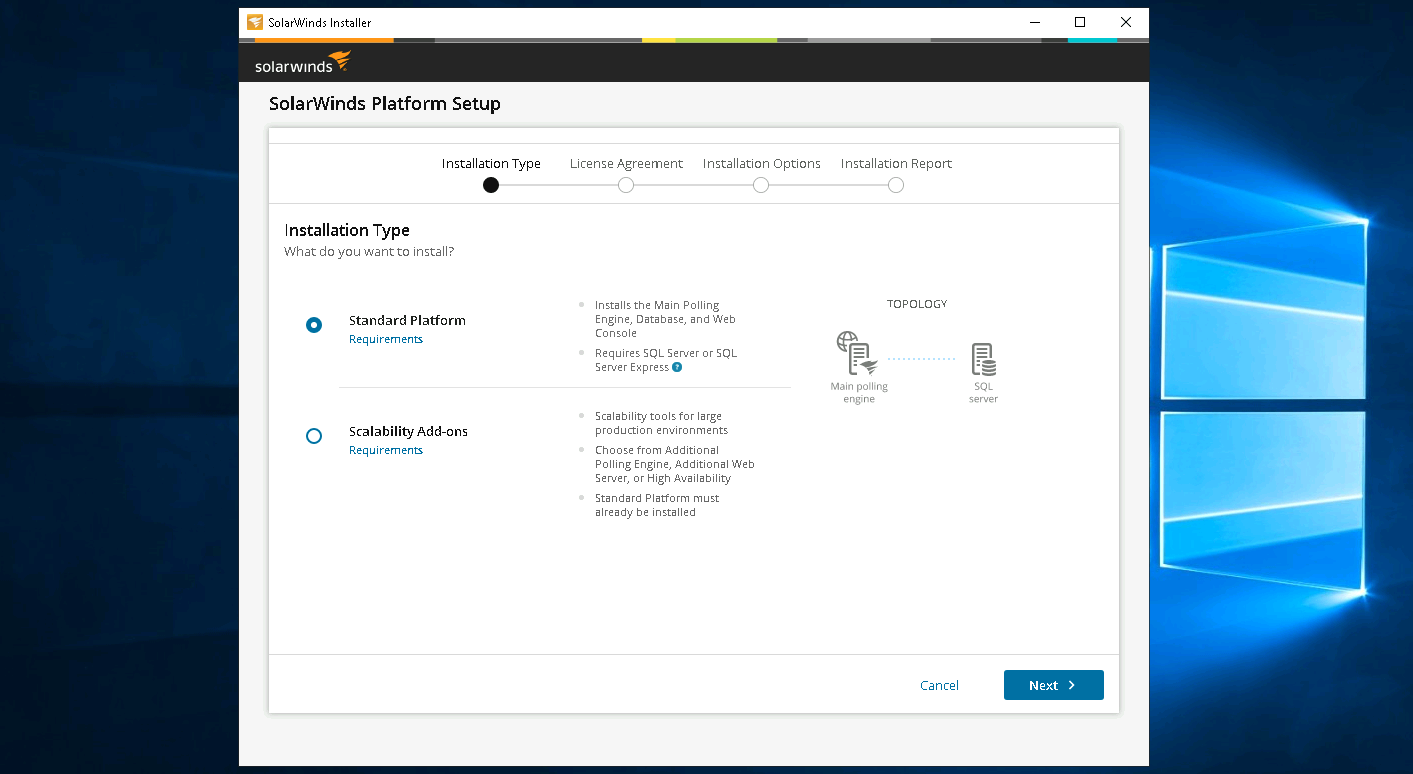 SolarWinds Installer
solarwinds
SolarWinds Platform Setup
Installation Type
License Agreement
Installation Options
Installation Report
Installation Type
What do you want to install?
Standard Platform
Requirements
Installs the Main Polling
Engine, Database, and Web
Console
Requires SQL Server or SQL
Server Express ?
TOPOLOGY
Main polling
engine
SQL
server
Scalability Add-ons
Requirements
Scalability tools for large
production environments
Choose from Additional
Polling Engine, Additional Web
Server, or High Availability
Standard Platform must
already be installed
Cancel
Next